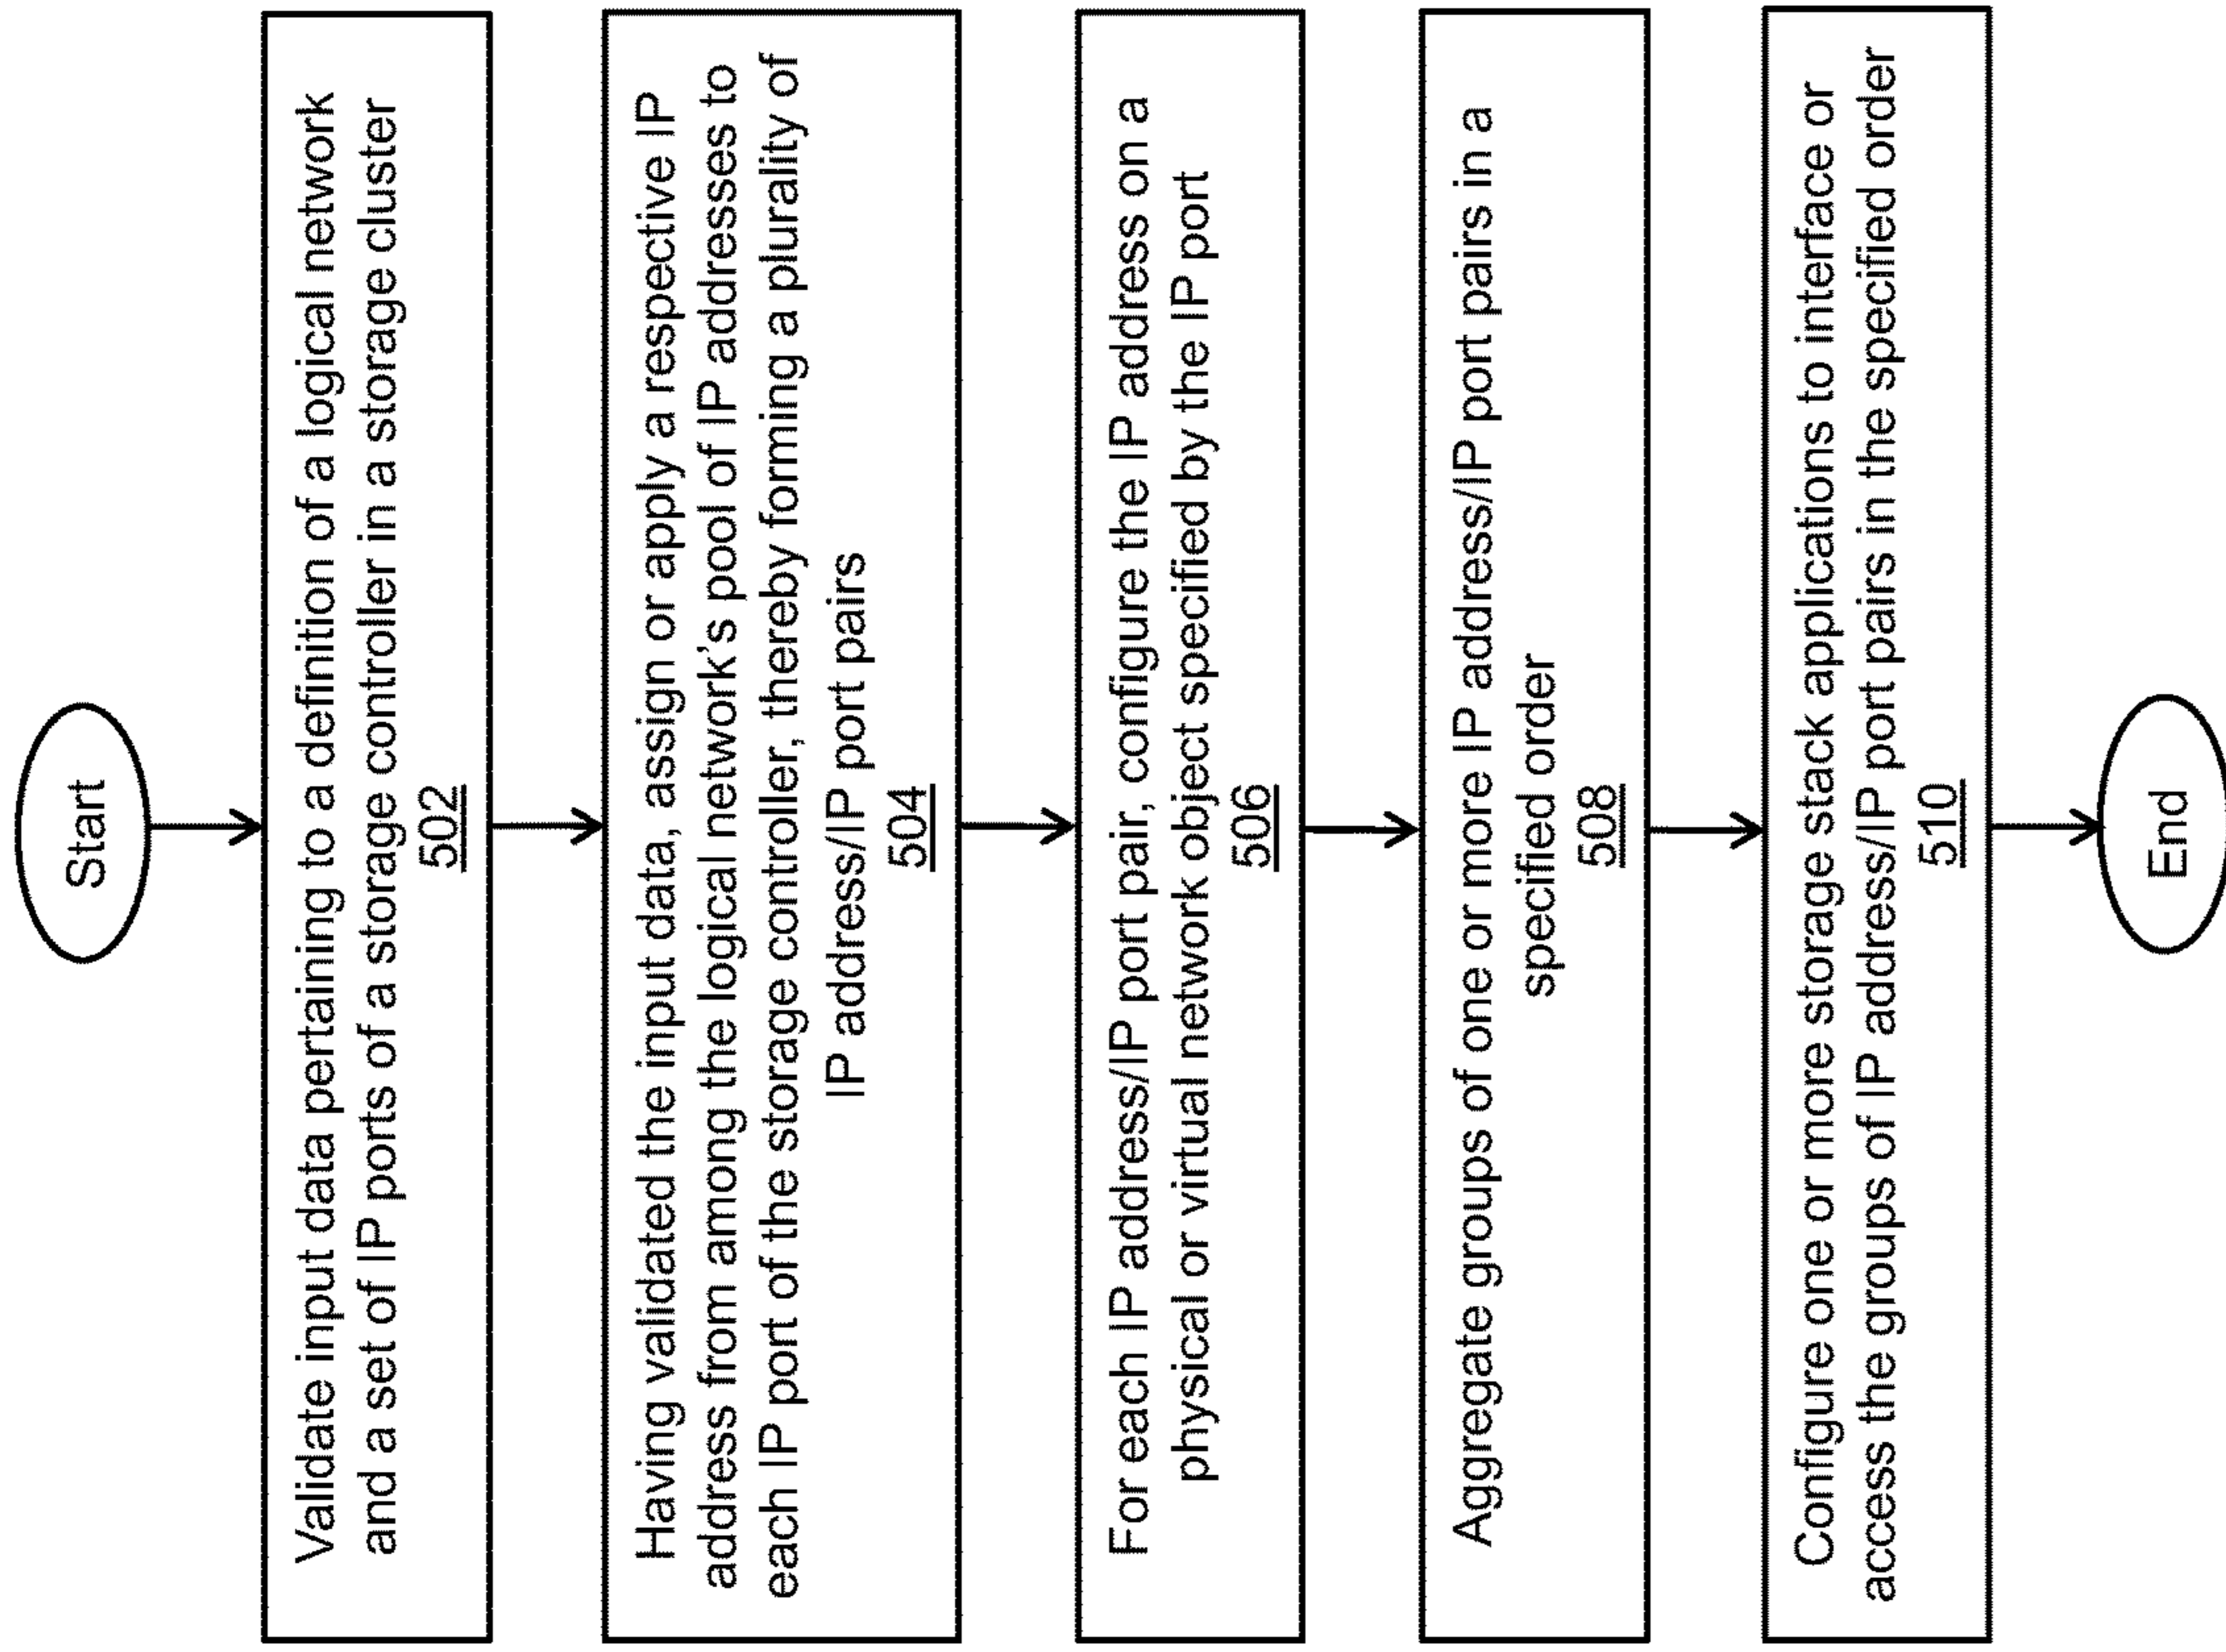 Start
Validate input data pertaining to a definition of a logical network
and a set of IP ports of a storage controller in a storage cluster
502
Having validated the input data, assign or apply a respective IP
address from among the logical network's pool of IP addresses to
each IP port of the storage controller, thereby forming a plurality of
IP address/IP port pairs
504
For each IP address/IP port pair, configure the IP address on a
physical or virtual network object specified by the IP port
506
Aggregate groups of one or more IP address/IP port pairs in a
specified order
508
Configure one or more storage stack applications to interface or
access the groups of IP address/IP port pairs in the specified order
510
End